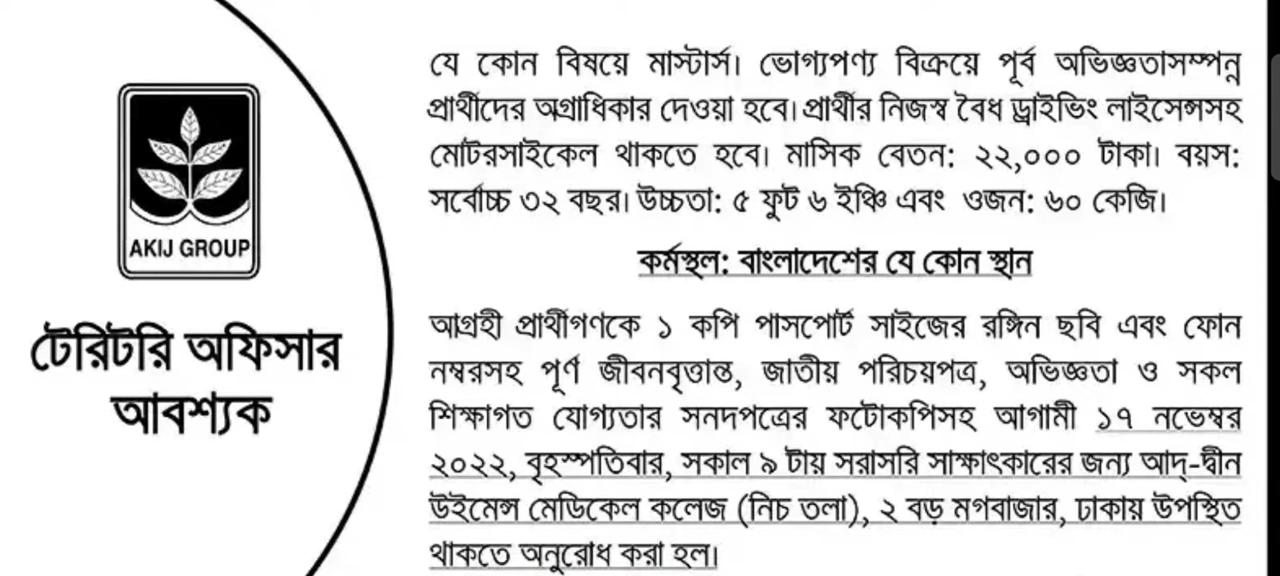 AKIJ GROUP
টেরিটরি অফিসার
আবশ্যক
যে কোন বিষয়ে মাস্টার্স। ভোগ্যপণ্য বিক্রয়ে পূর্ব অভিজ্ঞতাসম্পন্ন
প্রার্থীদের অগ্রাধিকার দেওয়া হবে। প্রার্থীর নিজস্ব বৈধ ড্রাইভিং লাইসেন্সসহ
মোটরসাইকেল থাকতে হবে। মাসিক বেতন: ২২,০০০ টাকা। বয়স:
সর্বোচ্চ ৩২ বছর। উচ্চতা: ৫ ফুট ৬ ইঞ্চি এবং ওজন: ৬০ কেজি।
কর্মস্থল: বাংলাদেশের যে কোন স্থান
আগ্রহী প্রার্থীগণকে ১ কপি পাসপোর্ট সাইজের রঙ্গিন ছবি এবং ফোন
নম্বরসহ পূর্ণ জীবনবৃত্তান্ত, জাতীয় পরিচয়পত্র, অভিজ্ঞতা ও সকল
শিক্ষাগত যোগ্যতার সনদপত্রের ফটোকপিসহ আগামী ১৭ নভেম্বর
২০২২, বৃহস্পতিবার, সকাল ৯ টায় সরাসরি সাক্ষাৎকারের জন্য আদ্-দ্বীন
উইমেন্স মেডিকেল কলেজ (নিচ তলা), ২ বড় মগবাজার, ঢাকায় উপস্থিত
থাকতে অনুরোধ করা হল।